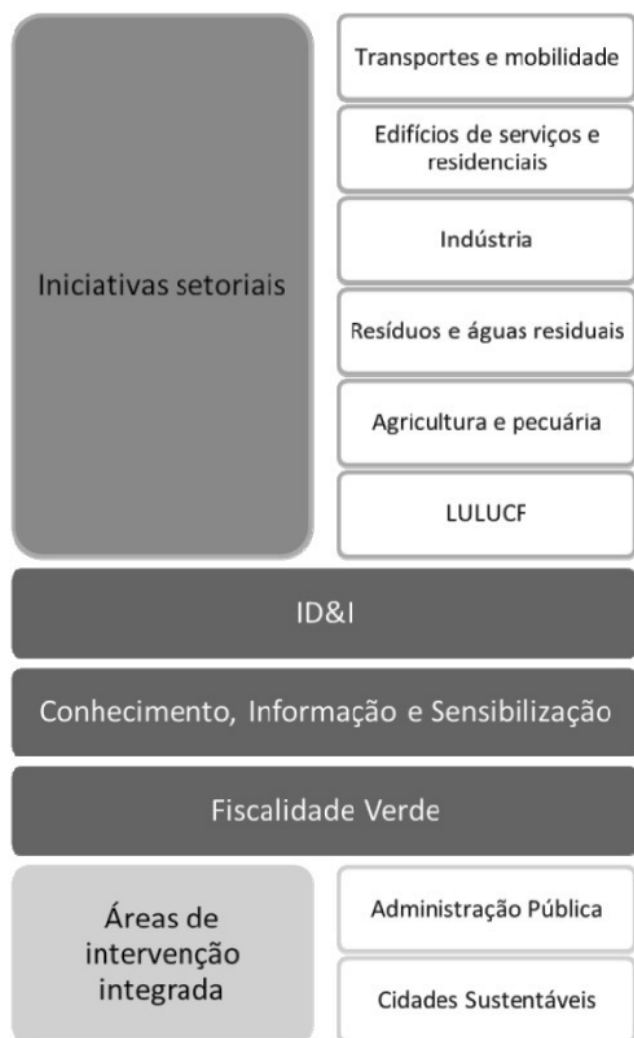 Iniciativas setoriais
Transportes e mobilidade
Edifícios de serviços e
residenciais
Indústria
Resíduos e águas residuais
Agricultura e pecuária
LULUCF
ID&I
Conhecimento, Informação e Sensibilização
Fiscalidade Verde
Áreas de
intervenção
integrada
Administração Pública
Cidades Sustentáveis